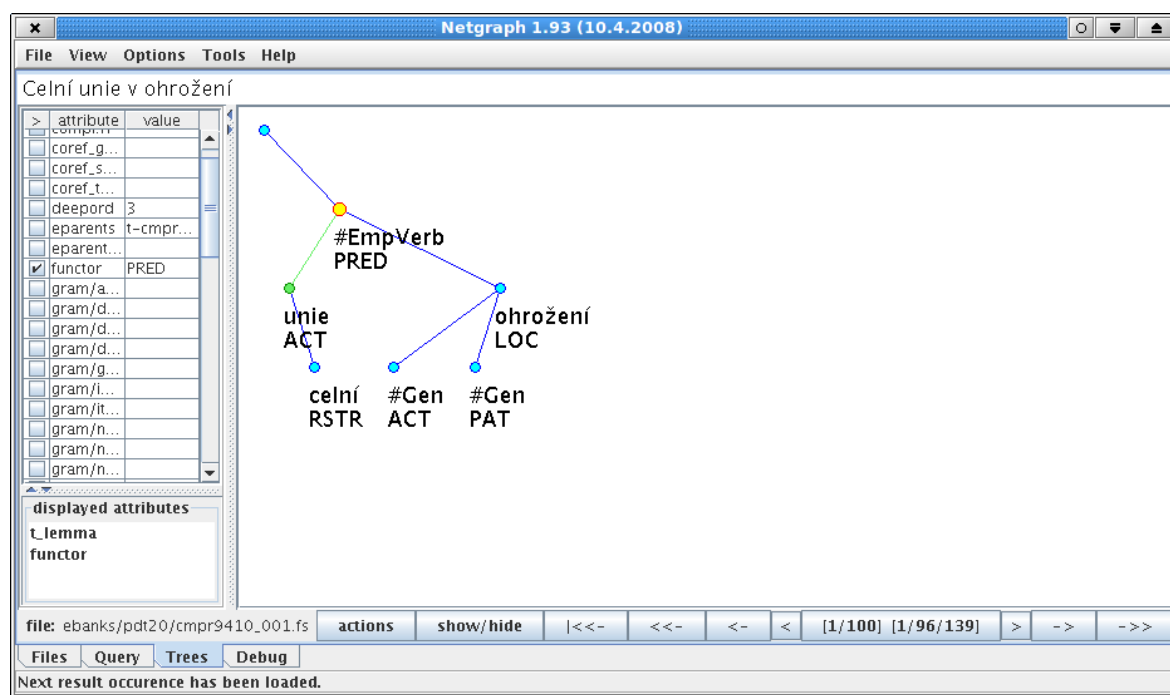 Netgraph 1.93 (10.4.2008)
File View Options Tools Help
Celní unie v ohrožení
> attribute value
coref_g...
coref_s...
coref_t...
deepord 3
eparents t-cmpr...
eparent...
functor PRED
gram/a...
gram/d...
gram/d...
gram/d...
gram/g...
gram/i...
gram/it...
gram/n...
gram/n...
gram/n...
displayed attributes
t_lemma
functor
#EmpVerb
PRED
unie
ACT
ohrožení
LOC
celní
RSTR
#Gen
ACT
#Gen
PAT
file: ebanks/pdt20/cmpr9410_001.fs actions show/hide |<<- <<- <- < [1/100] [1/96/139] > -> ->>
Files Query Trees Debug
Next result occurence has been loaded.